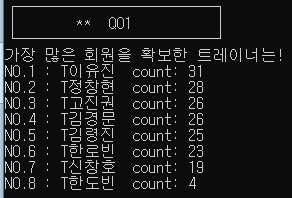 ** Q01
가장 많은 회원을 확보한 트레이너는!
NO.1 : T이유진 count: 31
NO.2 : T정창현 count: 28
NO.3 : T고진권 count: 26
NO.4 : T김경문 count: 26
NO.5 : T김령진 count: 25
NO.6 : T한로빈 count: 23
NO.7 : T신창호 count: 19
NO.8 : T한도빈 count: 4